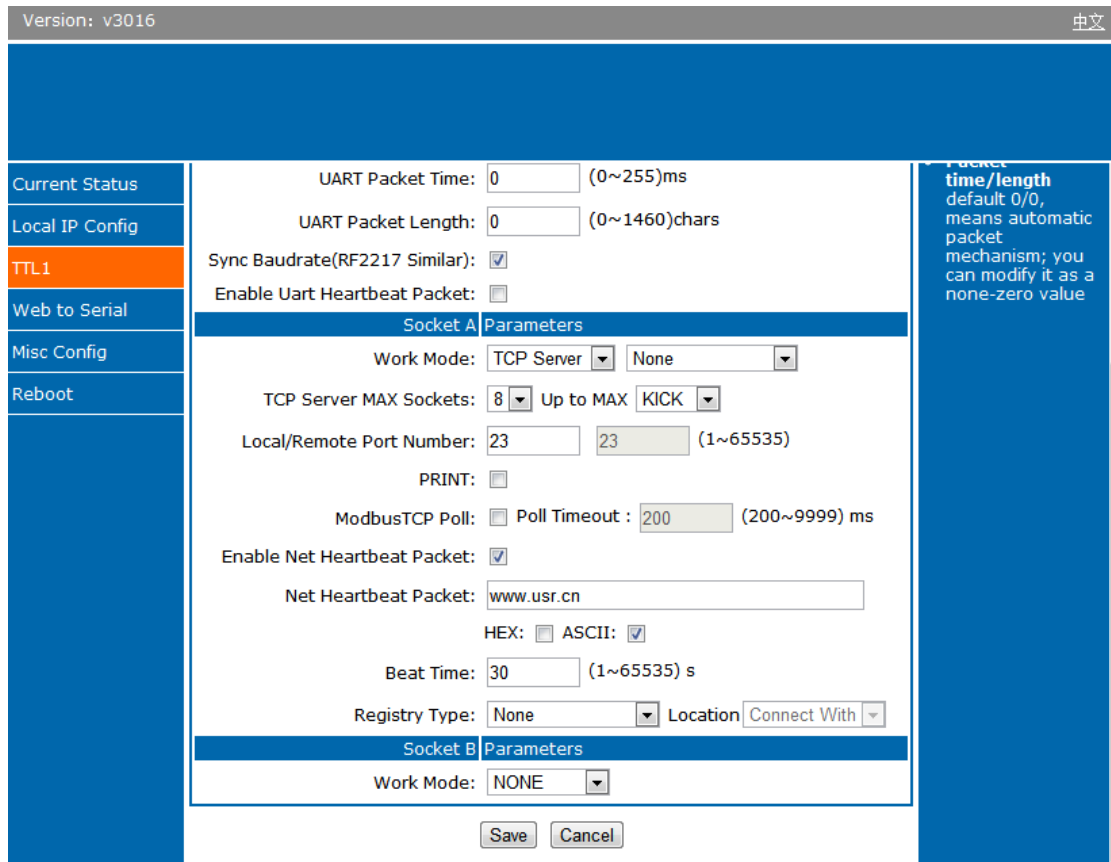 Version: v3016
中文
Current Status
Local IP Config
TTL1
Web to Serial
Misc Config
Reboot
UART Packet Time: 0 (0~255)ms
UART Packet Length: 0 (0~1460)chars
Sync Baudrate(RF2217 Similar):
Enable Uart Heartbeat Packet:
Socket A Parameters
Work Mode: TCP Server None
TCP Server MAX Sockets: 8 Up to MAX KICK
Local/Remote Port Number: 23 23 (1~65535)
PRINT:
ModbusTCP Poll: Poll Timeout : 200 (200~9999) ms
Enable Net Heartbeat Packet:
Net Heartbeat Packet: www.usr.cn
HEX: ASCII:
Beat Time: 30 (1~65535) s
Registry Type: None Location Connect With
Socket B Parameters
Work Mode: NONE
Save Cancel
Packet
time/length
default 0/0,
means automatic
packet
mechanism; you
can modify it as a
none-zero value